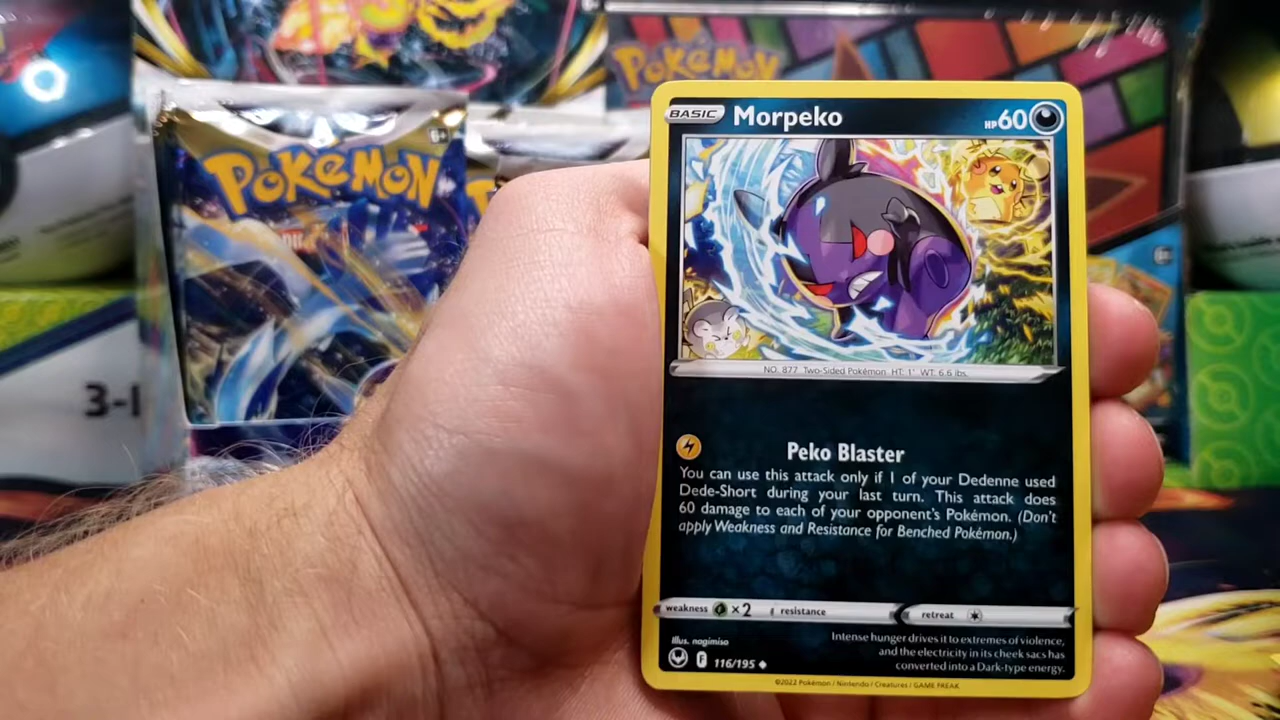 POKÉMON
POKÉMON
6+
3-
BASIC Morpeko HP 60
NO. 877 Two-Sided Pokémon HT: 1' WT: 6.6 lbs.
Peko Blaster
You can use this attack only if 1 of your Dedenne used
Dede-Short during your last turn. This attack does
60 damage to each of your opponent's Pokémon. (Don't
apply Weakness and Resistance for Benched Pokémon.)
weakness ×2 resistance retreat
Illus. nagimiso
F 116/195
Intense hunger drives it to extremes of violence,
and the electricity in its cheek sacs has
converted into a Dark-type energy.
©2022 Pokémon / Nintendo / Creatures / GAME FREAK